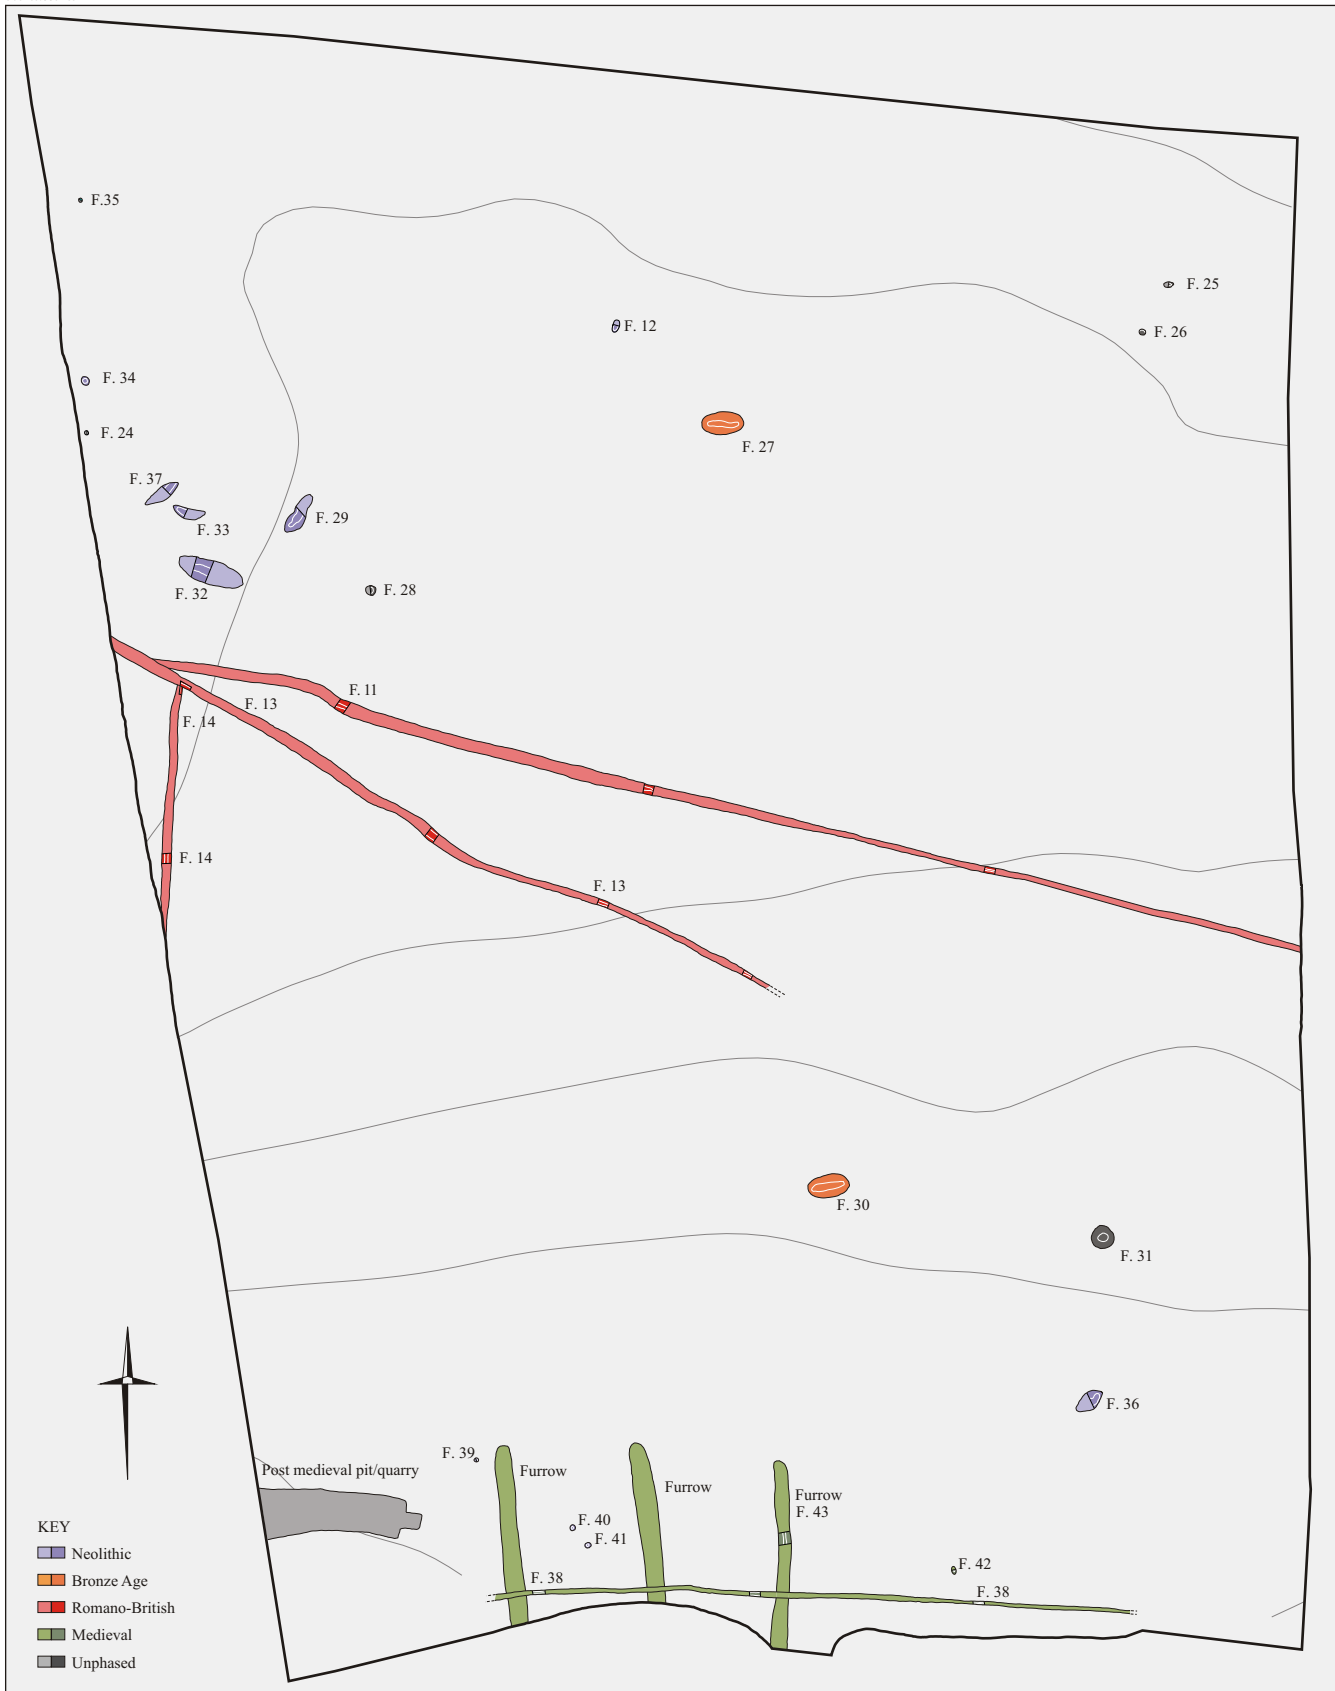 F.35
F. 25
F. 12
F. 26
F. 34
F. 24
F. 27
F. 37
F. 33
F. 29
F. 32
F. 28
F. 11
F. 13
F. 14
F. 14
F. 13
F. 30
F. 31
F. 36
F. 39
Post medieval pit/quarry
Furrow
Furrow
Furrow
F. 43
F. 40
F. 41
F. 42
F. 38
F. 38
KEY
Neolithic
Bronze Age
Romano-British
Medieval
Unphased